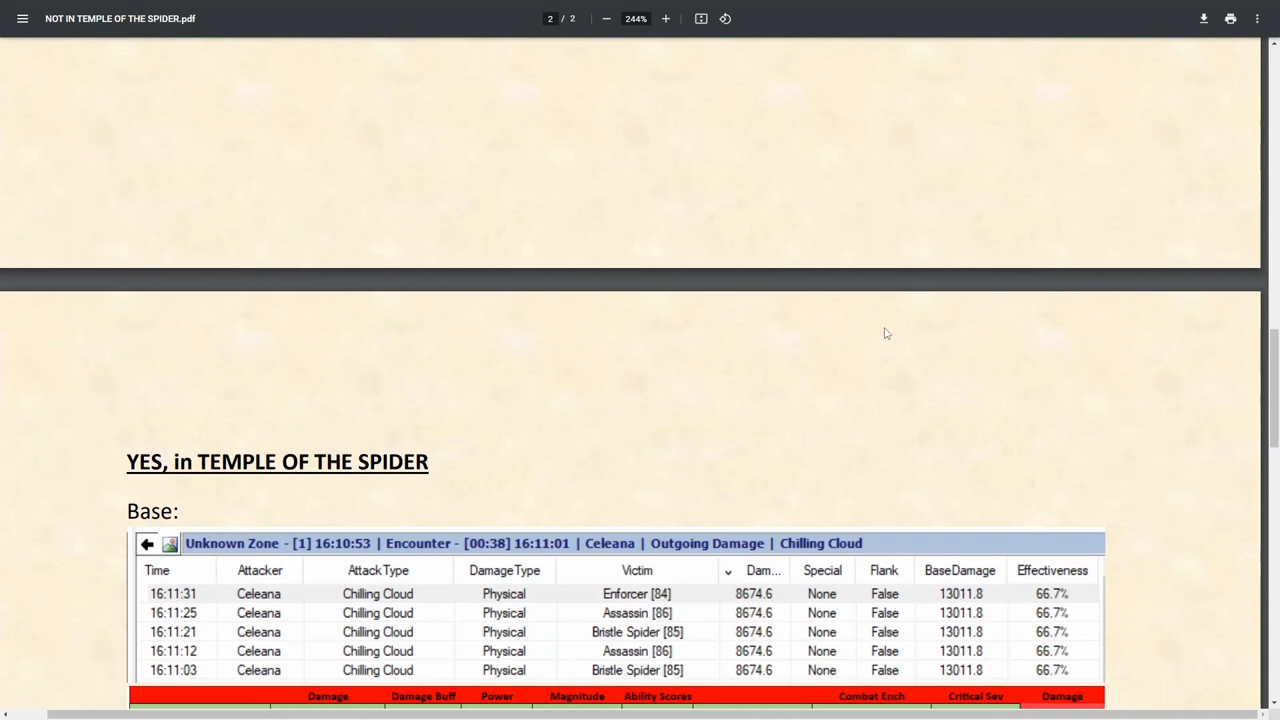 NOT IN TEMPLE OF THE SPIDER.pdf 2 / 2 244%
YES, in TEMPLE OF THE SPIDER
Base:
Unknown Zone - [1] 16:10:53 | Encounter - [00:38] 16:11:01 | Celeana | Outgoing Damage | Chilling Cloud
Time Attacker Attack Type Damage Type Victim Dam... Special Flank BaseDamage Effectiveness
16:11:31 Celeana Chilling Cloud Physical Enforcer [84] 8674.6 None False 13011.8 66.7%
16:11:25 Celeana Chilling Cloud Physical Assassin [86] 8674.6 None False 13011.8 66.7%
16:11:21 Celeana Chilling Cloud Physical Bristle Spider [85] 8674.6 None False 13011.8 66.7%
16:11:12 Celeana Chilling Cloud Physical Assassin [86] 8674.6 None False 13011.8 66.7%
16:11:03 Celeana Chilling Cloud Physical Bristle Spider [85] 8674.6 None False 13011.8 66.7%
Damage Damage Buff Power Magnitude Ability Scores Combat Ench Critical Sev Damage